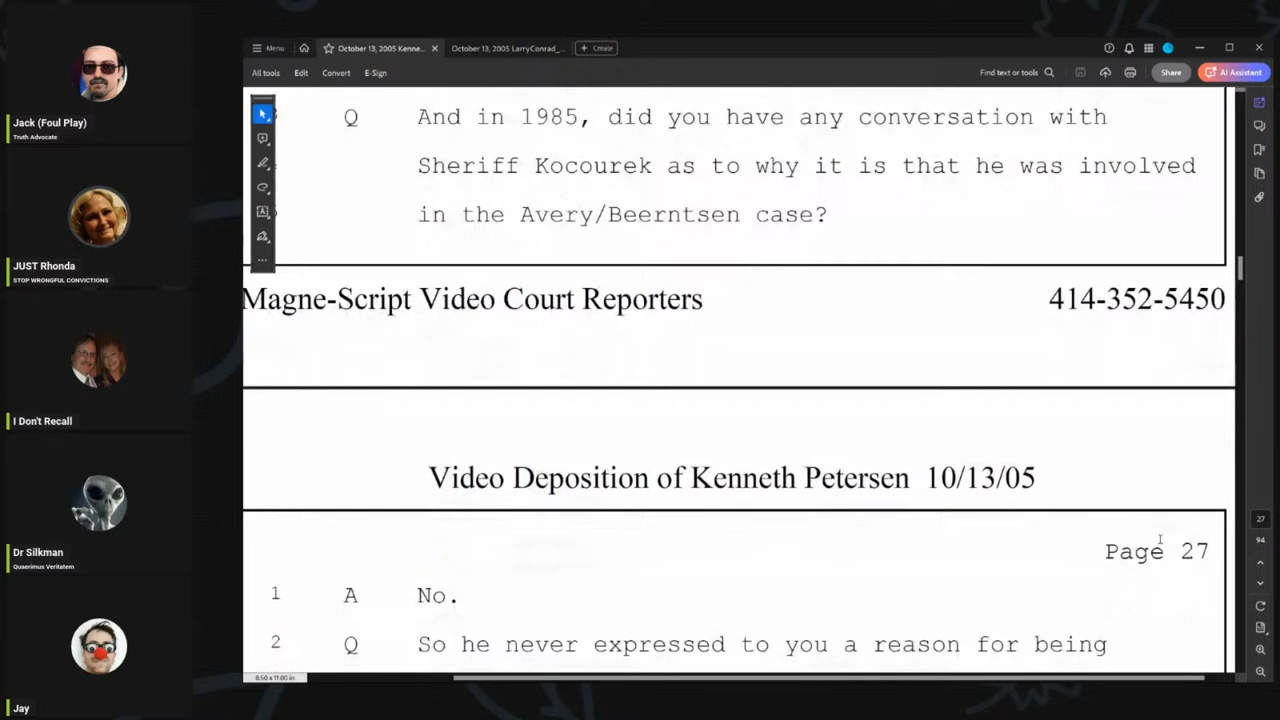 Jack (Foul Play)
Truth Advocate
JUST Rhonda
STOP WRONGFUL CONVICTIONS
I Don't Recall
Dr Silkman
Quaerimus Veritatem
Jay
Menu
October 13, 2005 Kenne...
October 13, 2005 LarryConrad_...
+ Create
All tools
Edit
Convert
E-Sign
Find text or tools
Share
AI Assistant
Q And in 1985, did you have any conversation with
Sheriff Kocourek as to why it is that he was involved
in the Avery/Beerntsen case?
Magne-Script Video Court Reporters 414-352-5450
Video Deposition of Kenneth Petersen 10/13/05
Page 27
1 A No.
2 Q So he never expressed to you a reason for being
8.50 x 11.00 in
27
94